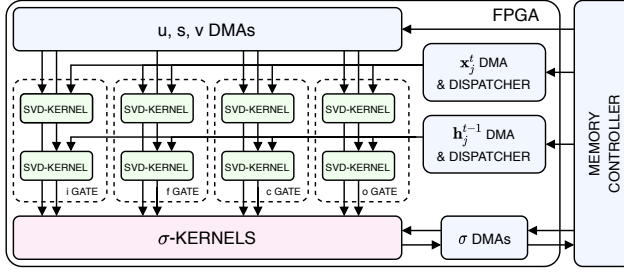 FPGA
u, s, v DMAs
x_j^t DMA
& DISPATCHER
SVD-KERNEL SVD-KERNEL SVD-KERNEL SVD-KERNEL
h_j^{t-1} DMA
& DISPATCHER
SVD-KERNEL SVD-KERNEL SVD-KERNEL SVD-KERNEL
i GATE f GATE c GATE o GATE
σ-KERNELS
σ DMAs
MEMORY
CONTROLLER